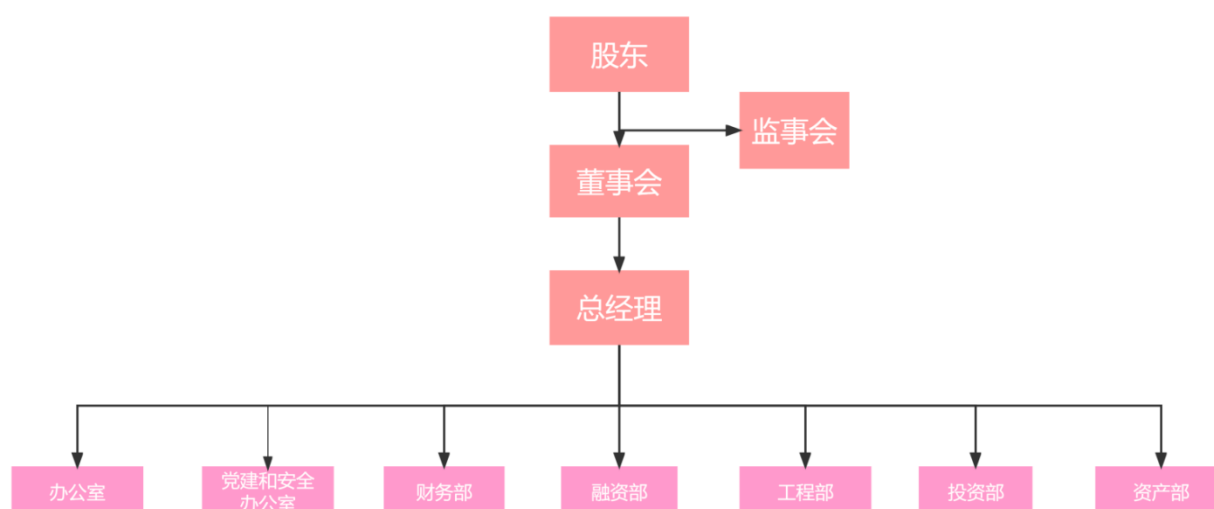 股东
监事会
董事会
总经理
办公室
党建和安全
办公室
财务部
融资部
工程部
投资部
资产部